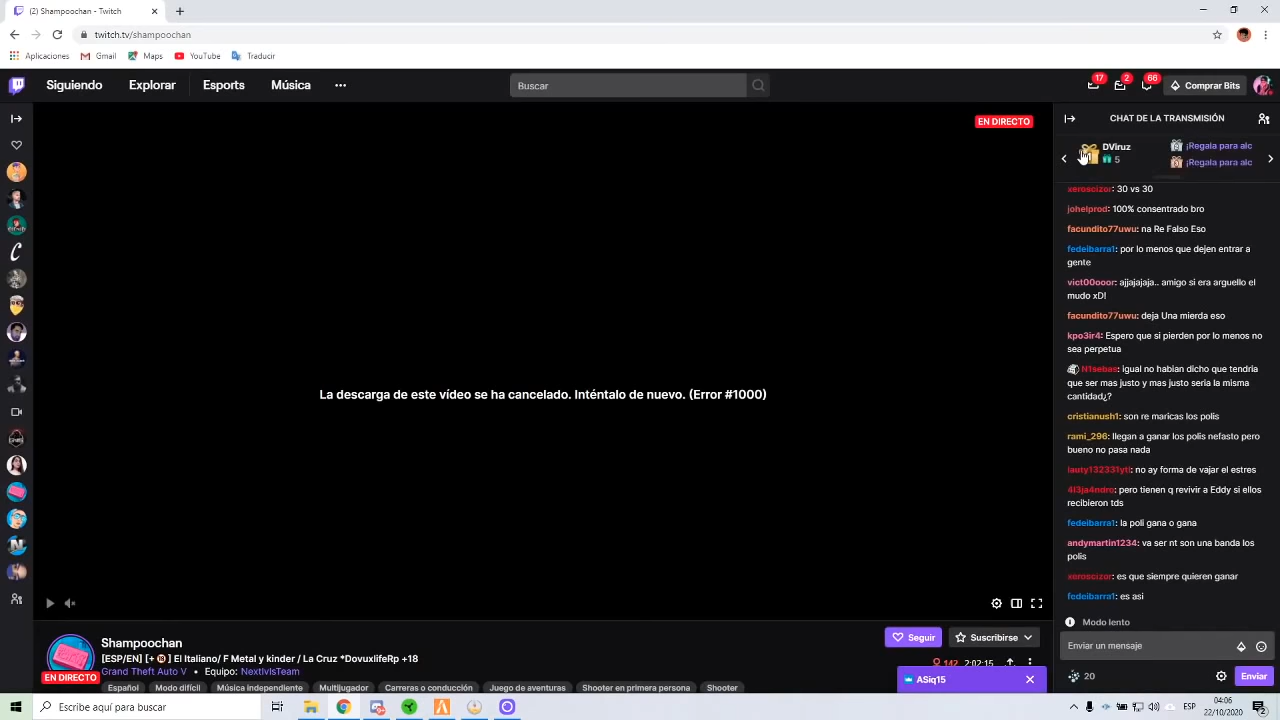 (2) Shampoochan - Twitch
twitch.tv/shampoochan
Aplicaciones Gmail Maps YouTube Traducir
Siguiendo Explorar Esports Música ··· Buscar 17 2 66 Comprar Bits
EN DIRECTO
CHAT DE LA TRANSMISIÓN
DViruz ¡Regala para alc
5 ¡Regala para alc
xeroscizor: 30 vs 30
johelprod: 100% consentrado bro
facundito77uwu: na Re Falso Eso
fedeibarra1: por lo menos que dejen entrar a
gente
vict00ooor: ajjajajaja.. amigo si era arguello el
mudo xD!
facundito77uwu: deja Una mierda eso
kpo3ir4: Espero que si pierden por lo menos no
sea perpetua
N1sebas: igual no habian dicho que tendria
que ser mas justo y mas justo seria la misma
cantidad¿?
cristianush1: son re maricas los polis
rami_296: llegan a ganar los polis nefasto pero
bueno no pasa nada
lauty132331yti: no ay forma de vajar el estres
4l3ja4ndro: pero tienen q revivir a Eddy si ellos
recibieron tds
fedeibarra1: la poli gana o gana
andymartin1234: va ser nt son una banda los
polis
xeroscizor: es que siempre quieren ganar
fedeibarra1: es asi
Modo lento
Enviar un mensaje
20 Enviar
La descarga de este vídeo se ha cancelado. Inténtalo de nuevo. (Error #1000)
Shampoochan
[ESP/EN] [+ 🔞] El Italiano/ F Metal y kinder / La Cruz *DovuxlifeRp +18
Grand Theft Auto V • Equipo: NextlvlsTeam
EN DIRECTO
Español Modo difícil Música independiente Multijugador Carreras o conducción Juego de aventuras Shooter en primera persona Shooter
Seguir Suscribirse
142 2:02:15
ASiq15
Escribe aquí para buscar
ESP
04:06
22/10/2020
2